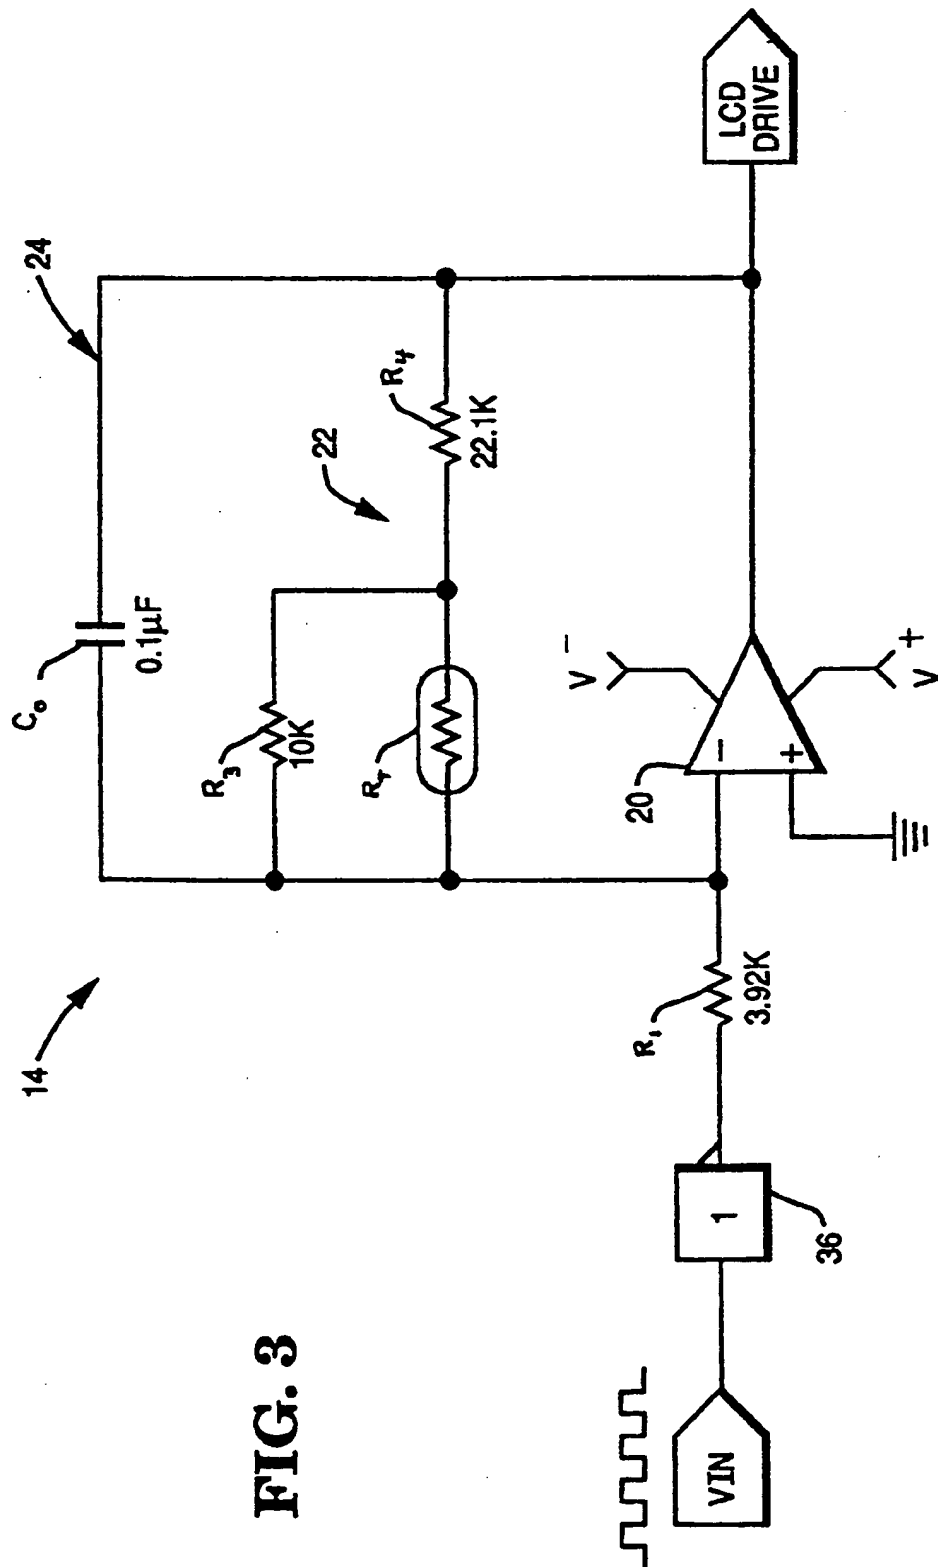 FIG. 3
14
24
C₀
0.1µF
22
R₃
10K
R_T
R₄
22.1K
R₁
3.92K
20
−
+
V⁻
V⁺
VIN
1
36
LCD
DRIVE